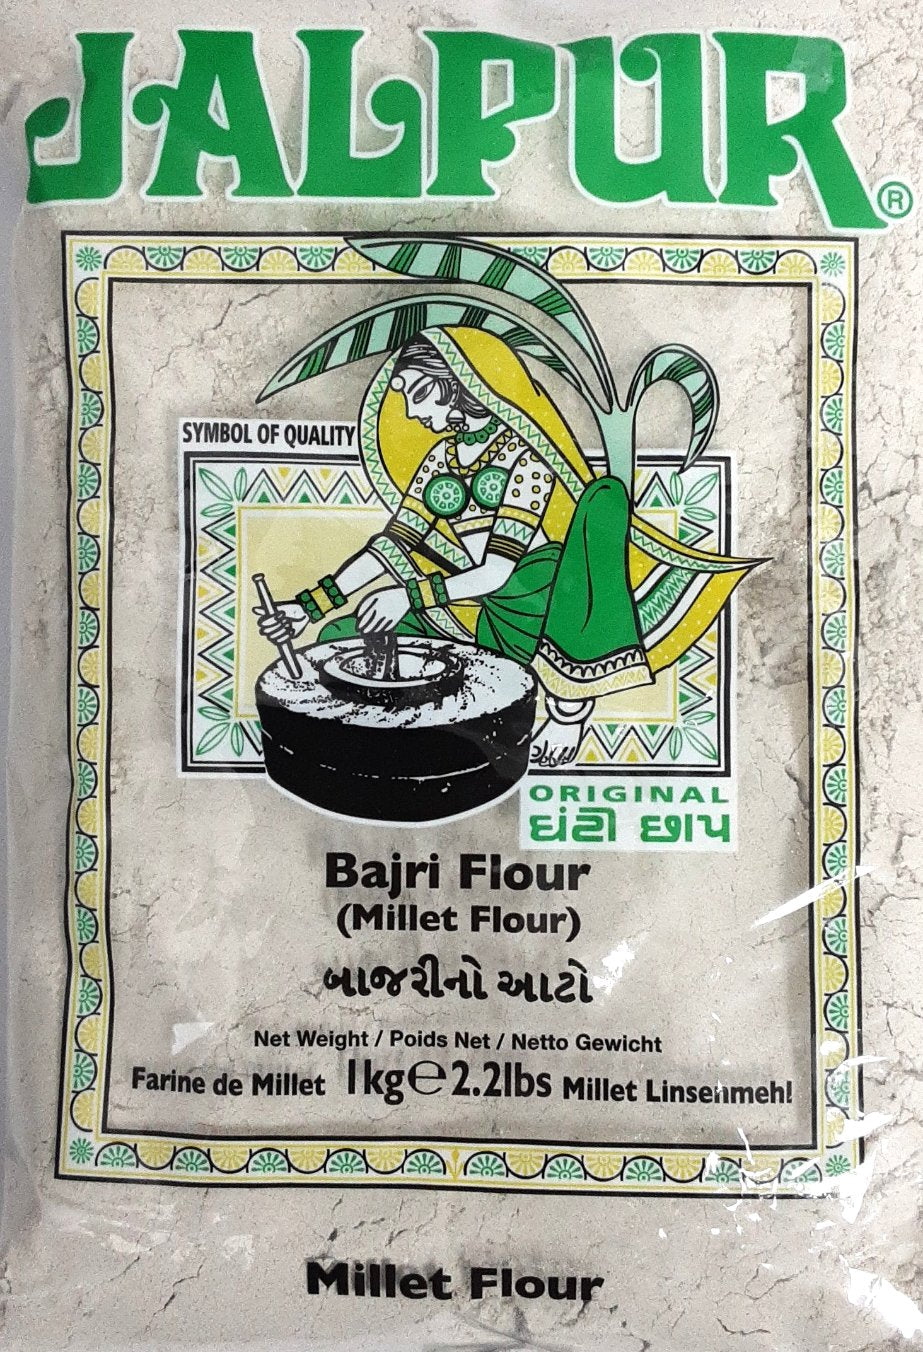 JALPUR®
SYMBOL OF QUALITY
ORIGINAL
ઘંટી છાપ
Bajri Flour
(Millet Flour)
બાજરીનો આટો
Net Weight / Poids Net / Netto Gewicht
Farine de Millet 1kg℮2.2lbs Millet Linsenmehl
Millet Flour